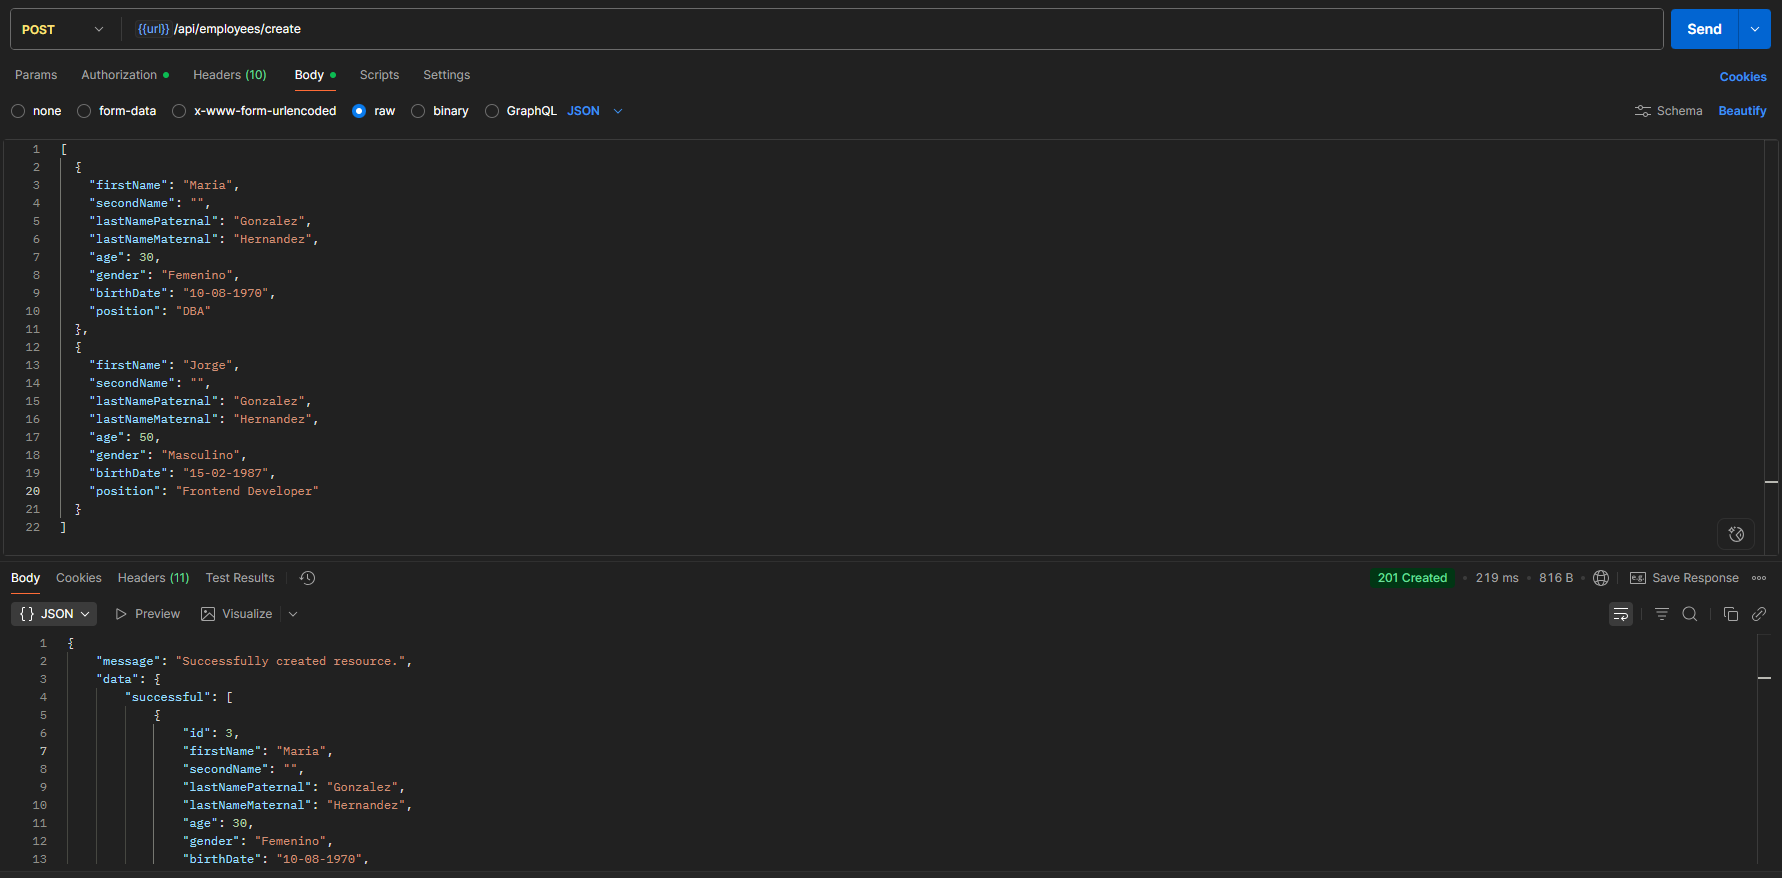 POST {{url}}/api/employees/create Send
Params Authorization Headers (10) Body Scripts Settings Cookies
none form-data x-www-form-urlencoded raw binary GraphQL JSON Schema Beautify
1 [
2 {
3 "firstName": "Maria",
4 "secondName": "",
5 "lastNamePaternal": "Gonzalez",
6 "lastNameMaternal": "Hernandez",
7 "age": 30,
8 "gender": "Femenino",
9 "birthDate": "10-08-1970",
10 "position": "DBA"
11 },
12 {
13 "firstName": "Jorge",
14 "secondName": "",
15 "lastNamePaternal": "Gonzalez",
16 "lastNameMaternal": "Hernandez",
17 "age": 50,
18 "gender": "Masculino",
19 "birthDate": "15-02-1987",
20 "position": "Frontend Developer"
21 }
22 ]
Body Cookies Headers (11) Test Results 201 Created 219 ms 816 B e.g. Save Response
{} JSON Preview Visualize
1 {
2 "message": "Successfully created resource.",
3 "data": {
4 "successful": [
5 {
6 "id": 3,
7 "firstName": "Maria",
8 "secondName": "",
9 "lastNamePaternal": "Gonzalez",
10 "lastNameMaternal": "Hernandez",
11 "age": 30,
12 "gender": "Femenino",
13 "birthDate": "10-08-1970",